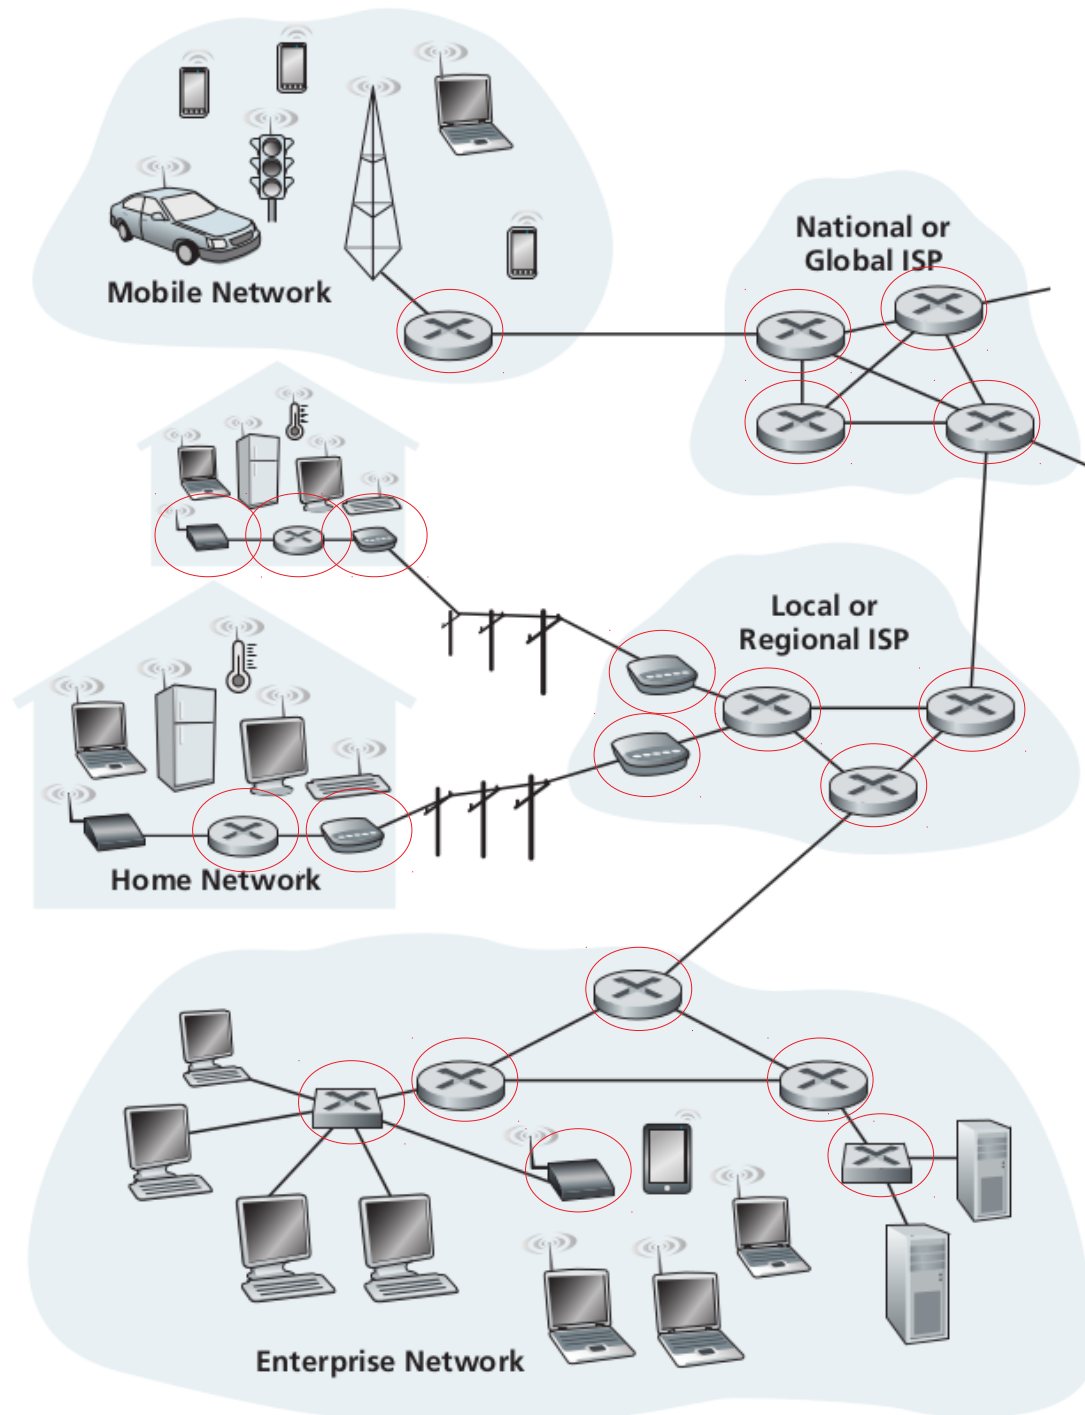 National or
Global ISP
Mobile Network
Local or
Regional ISP
Home Network
Enterprise Network